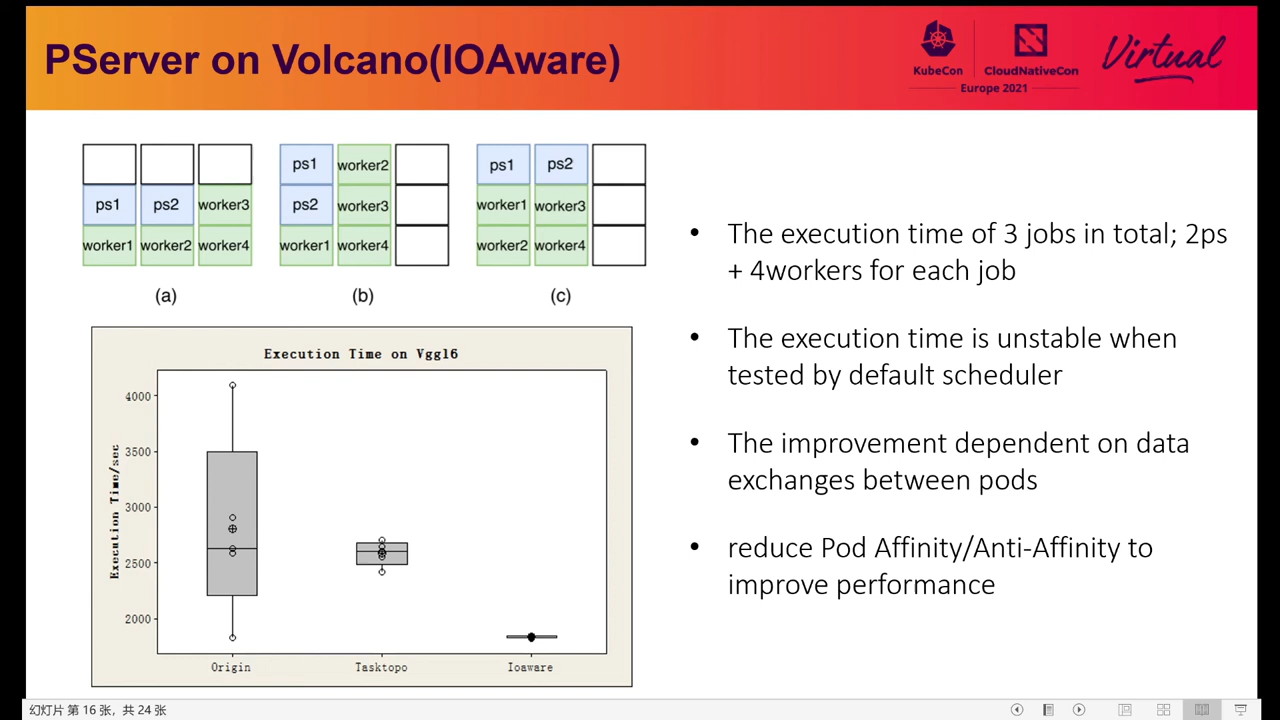 PServer on Volcano(IOAware)
KubeCon
CloudNativeCon
Europe 2021
Virtual
ps1 ps2 worker3
worker1 worker2 worker4
(a)
ps1 worker2
ps2 worker3
worker1 worker4
(b)
ps1 ps2
worker1 worker3
worker2 worker4
(c)
Execution Time on Vgg16
Execution Time/sec
4000
3500
3000
2500
2000
Origin Tasktopo Ioaware
• The execution time of 3 jobs in total; 2ps
+ 4workers for each job
• The execution time is unstable when
tested by default scheduler
• The improvement dependent on data
exchanges between pods
• reduce Pod Affinity/Anti-Affinity to
improve performance
幻灯片 第 16 张，共 24 张